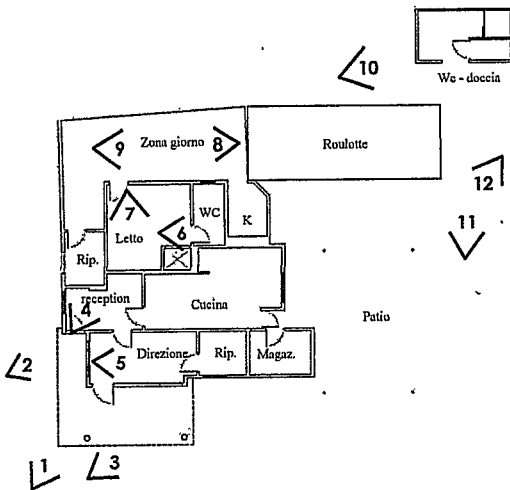 10
Wc - doccia
9
Zona giorno
8
Roulotte
12
7
WC
11
Letto
6
K
Rip.
reception
4
Cucina
Patio
2
5
Direzione
Rip.
Magaz.
1
3